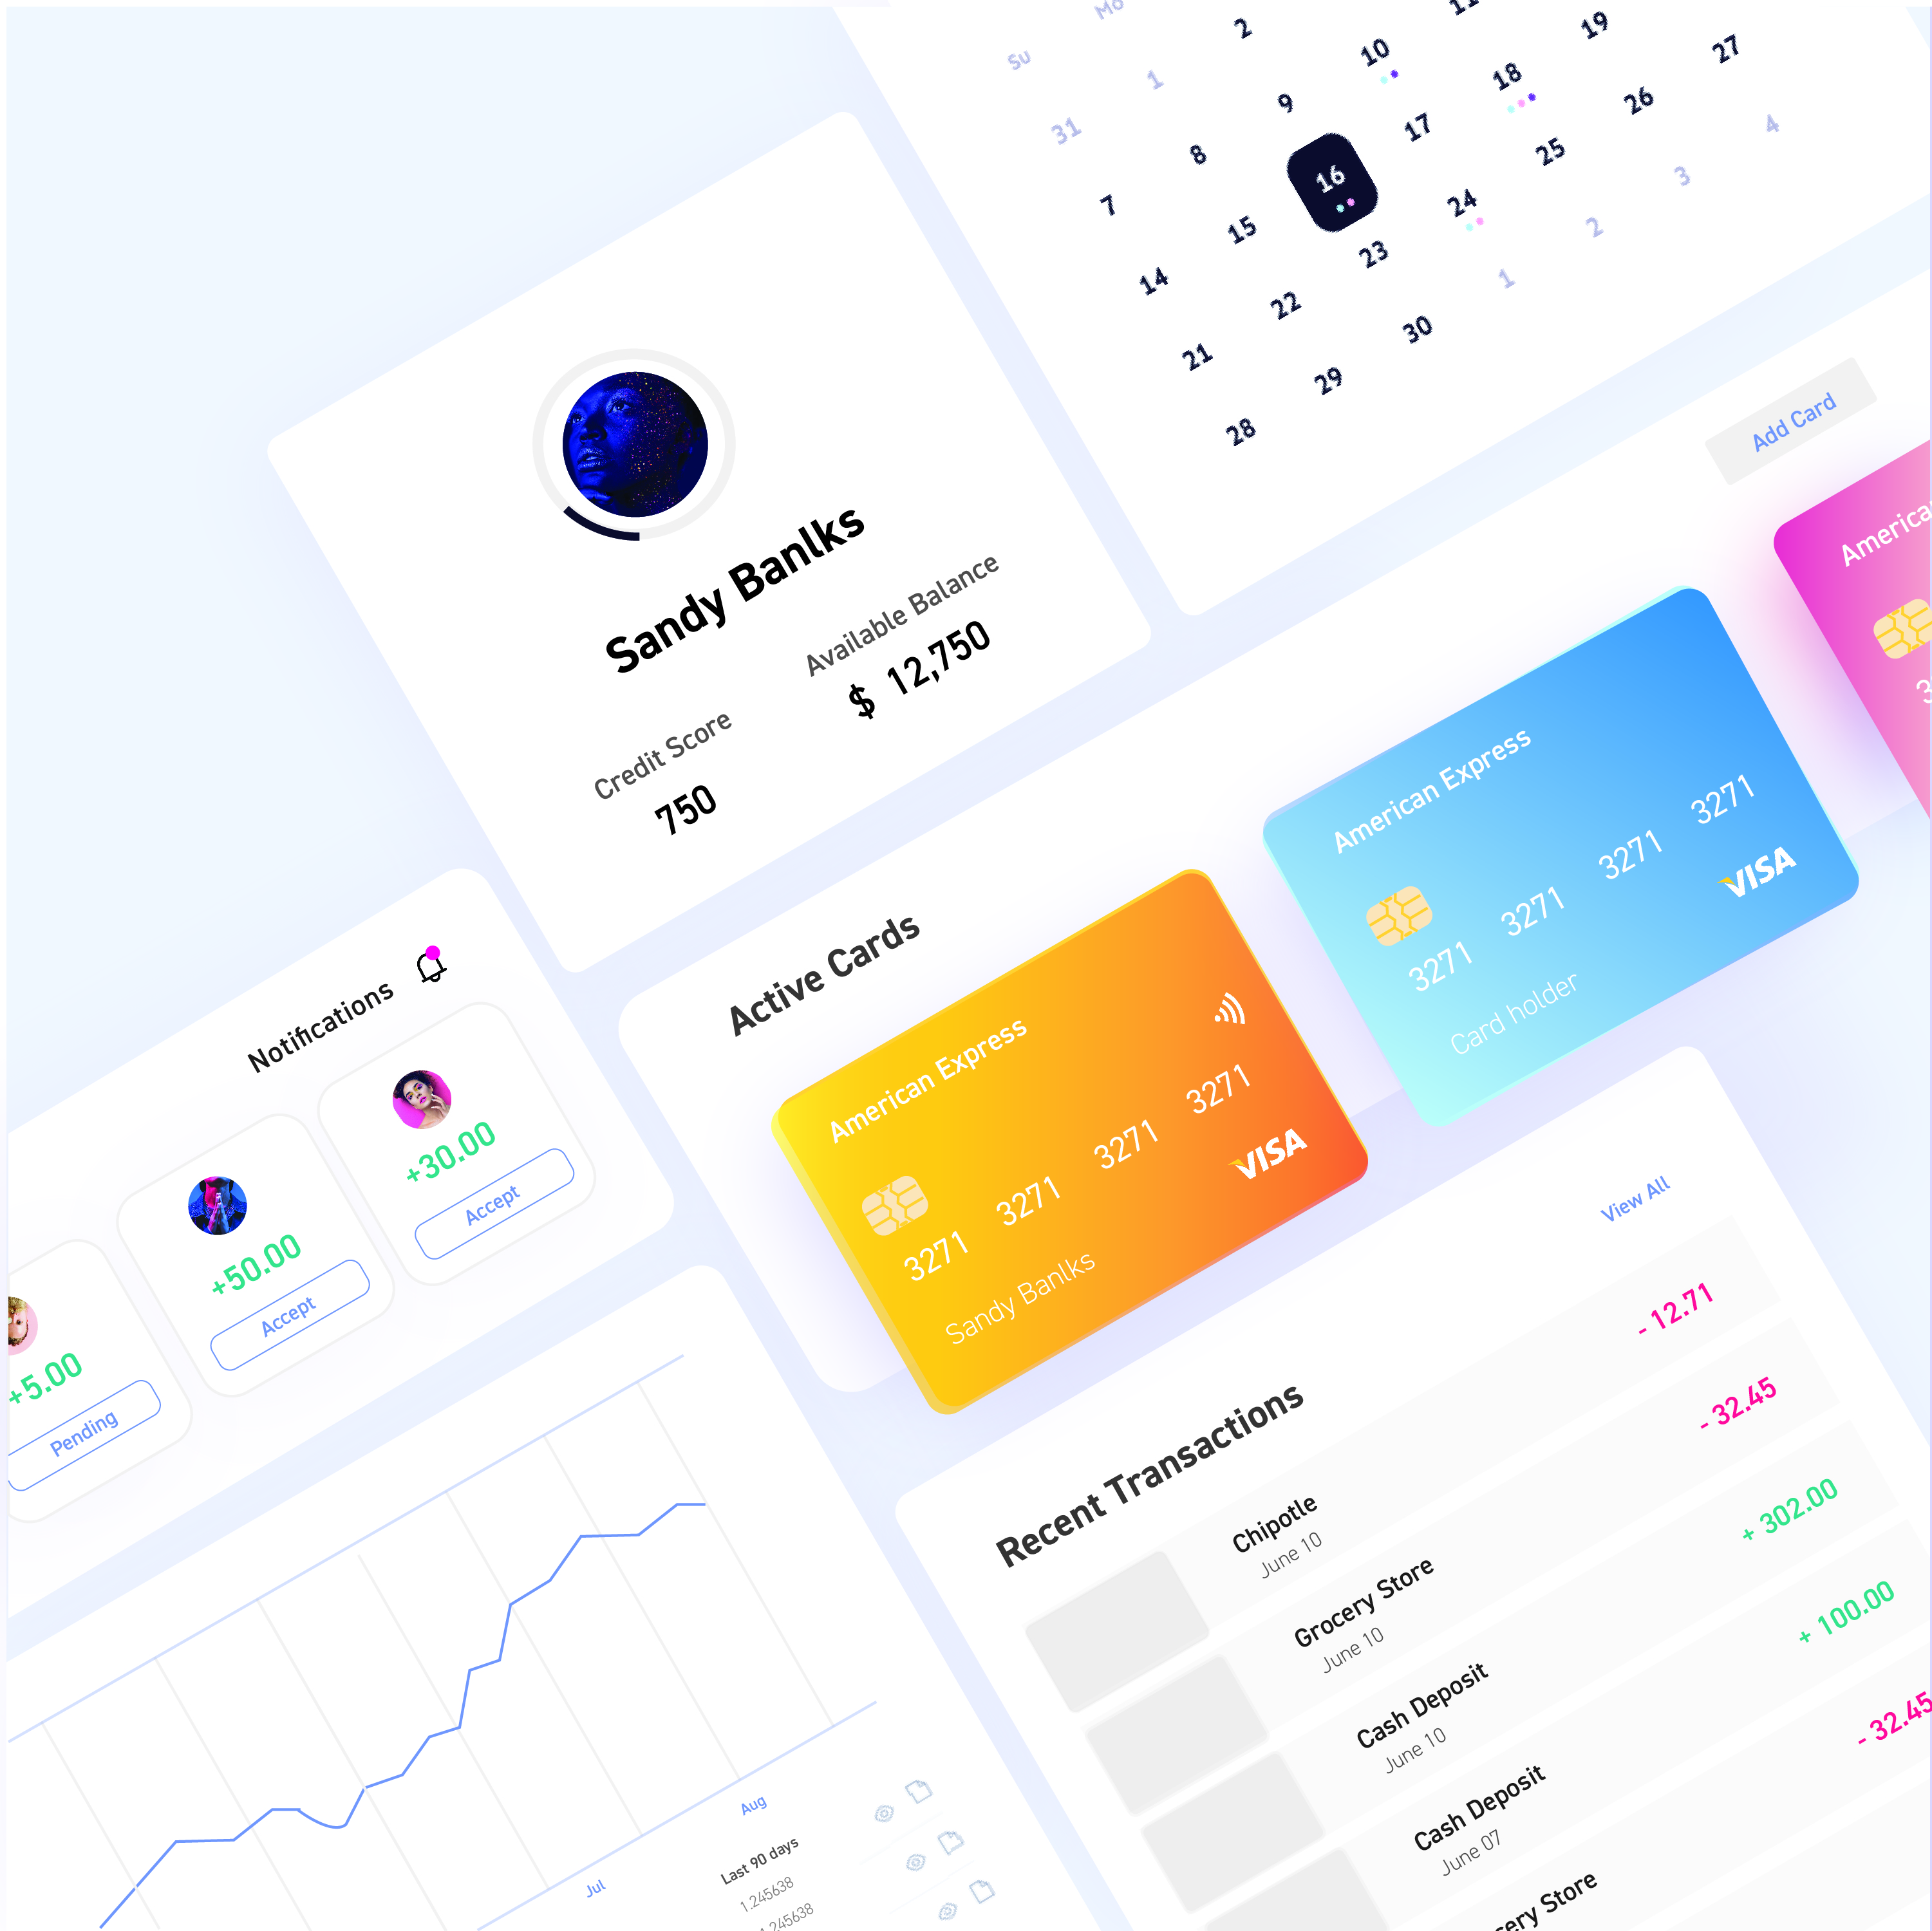 Su
Mo
31
1
2
7
8
9
10
11
14
15
16
17
18
19
21
22
23
24
25
26
27
28
29
30
1
2
3
4
Sandy Banlks
Credit Score
750
Available Balance
$ 12,750
Add Card
Active Cards
American Express
3271 3271 3271 3271
VISA
Sandy Banlks
American Express
3271 3271 3271 3271
VISA
Card holder
Notifications
+5.00
Pending
+50.00
Accept
+30.00
Accept
Recent Transactions
View All
Chipotle
June 10
- 12.71
Grocery Store
June 10
- 32.45
Cash Deposit
June 10
+ 302.00
Cash Deposit
June 07
+ 100.00
Store
- 32.45
Jul
Aug
Last 90 days
1.245638
1.245638